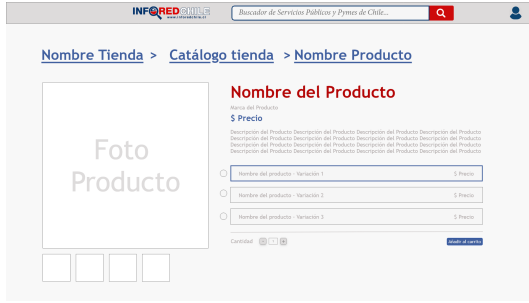 INFOREDCHILE
www.inforedchile.cl
Buscador de Servicios Públicos y Pymes de Chile...
Nombre Tienda > Catálogo tienda > Nombre Producto
Foto
Producto
Nombre del Producto
Marca del Producto
$ Precio
Descripción del Producto Descripción del Producto Descripción del Producto Descripción del Producto
Descripción del Producto Descripción del Producto Descripción del Producto Descripción del Producto
Descripción del Producto Descripción del Producto Descripción del Producto Descripción del Producto
Descripción del Producto Descripción del Producto Descripción del Producto Descripción del Producto
Nombre del producto - Variación 1 $ Precio
Nombre del producto - Variación 2 $ Precio
Nombre del producto - Variación 3 $ Precio
Cantidad - 1 + Añadir al carrito